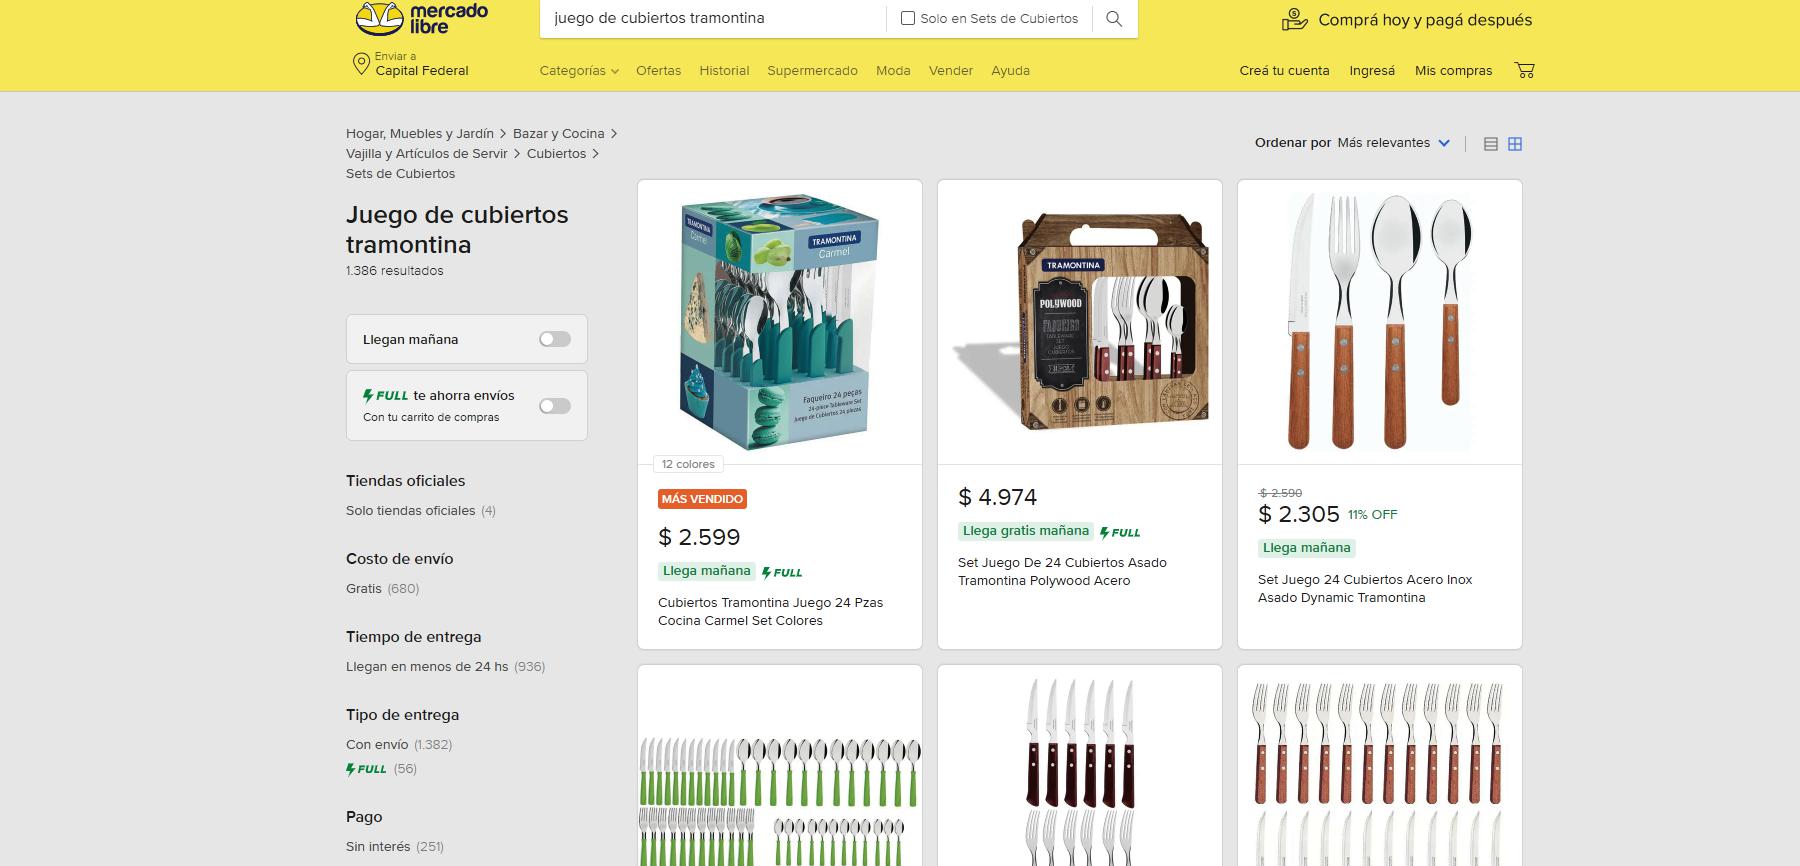 mercado
libre
juego de cubiertos tramontina
Solo en Sets de Cubiertos
Comprá hoy y pagá después
Enviar a
Capital Federal
Categorías Ofertas Historial Supermercado Moda Vender Ayuda
Creá tu cuenta Ingresá Mis compras
Hogar, Muebles y Jardín > Bazar y Cocina >
Vajilla y Artículos de Servir > Cubiertos >
Sets de Cubiertos
Ordenar por Más relevantes
Juego de cubiertos
tramontina
1.386 resultados
Llegan mañana
FULL te ahorra envíos
Con tu carrito de compras
Tiendas oficiales
Solo tiendas oficiales (4)
Costo de envío
Gratis (680)
Tiempo de entrega
Llegan en menos de 24 hs (936)
Tipo de entrega
Con envío (1.382)
FULL (56)
Pago
Sin interés (251)
TRAMONTINA
Carmel
TRAMONTINA
Carmel
Faqueiro 24 peças
24-piece Tableware Set
Juego de Cubiertos 24 piezas
12 colores
MÁS VENDIDO
$ 2.599
Llega mañana FULL
Cubiertos Tramontina Juego 24 Pzas
Cocina Carmel Set Colores
TRAMONTINA
POLYWOOD
$ 4.974
Llega gratis mañana FULL
Set Juego De 24 Cubiertos Asado
Tramontina Polywood Acero
$ 2.590
$ 2.305 11% OFF
Llega mañana
Set Juego 24 Cubiertos Acero Inox
Asado Dynamic Tramontina